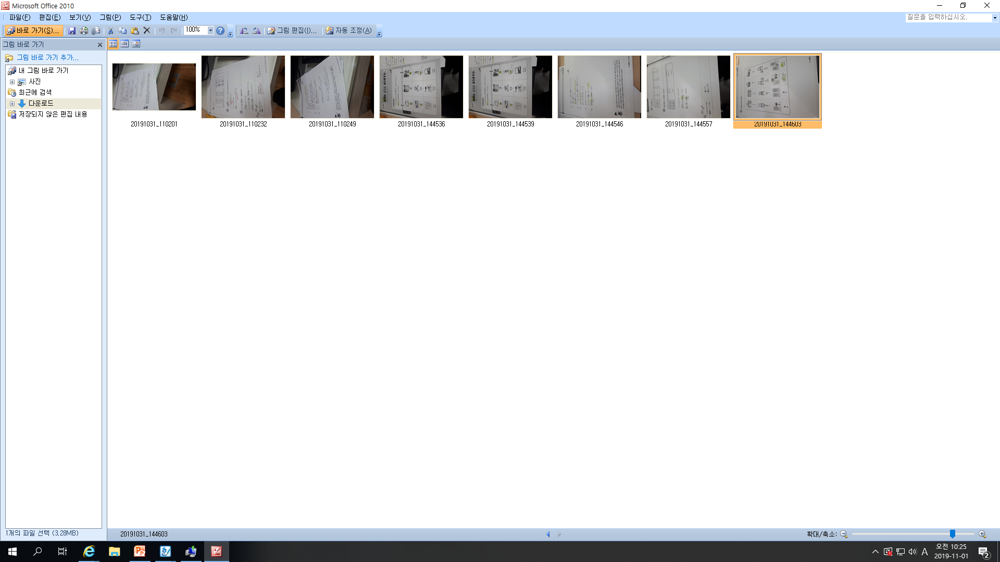 Microsoft Office 2010
파일(F) 편집(E) 보기(V) 그림(P) 도구(T) 도움말(H)
질문을 입력하십시오.
바로 가기(S)... 100% 그림 편집(I)... 자동 조정(A)
그림 바로 가기
그림 바로 가기 추가...
내 그림 바로 가기
사진
최근에 검색
다운로드
저장되지 않은 편집 내용
20191031_110201 20191031_110232 20191031_110249 20191031_144536 20191031_144539 20191031_144546 20191031_144557 20191031_144603
1개의 파일 선택 (3,28MB)
20191031_144603
확대/축소:
A
오전 10:25
2019-11-01
2